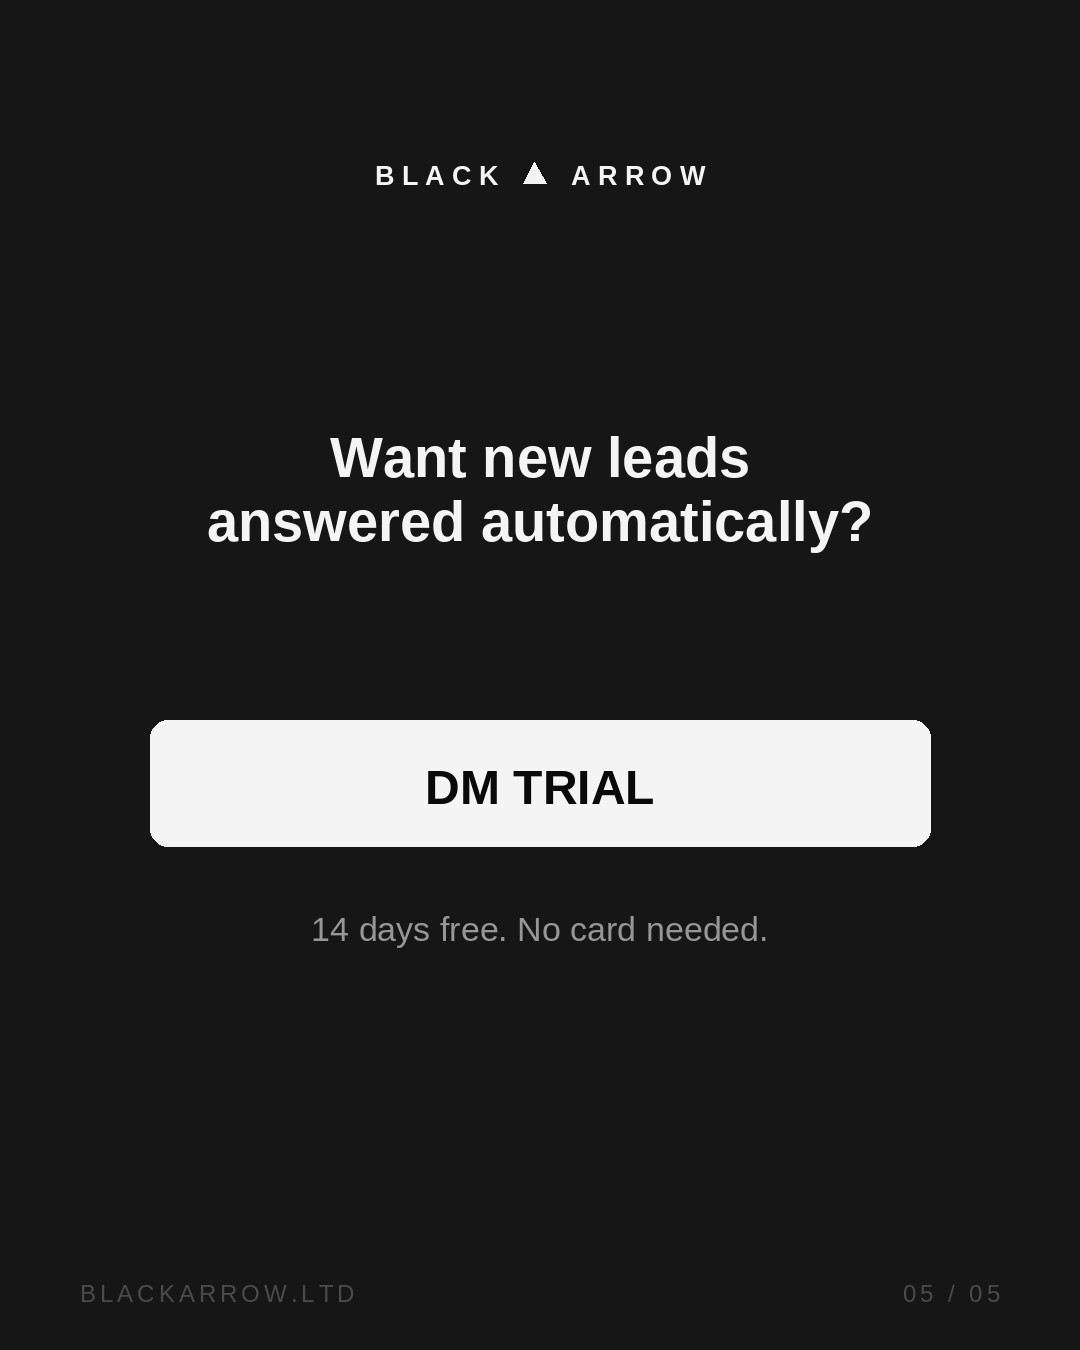 BLACK ARROW
Want new leads
answered automatically?
DM TRIAL
14 days free. No card needed.
BLACKARROW.LTD
05 / 05